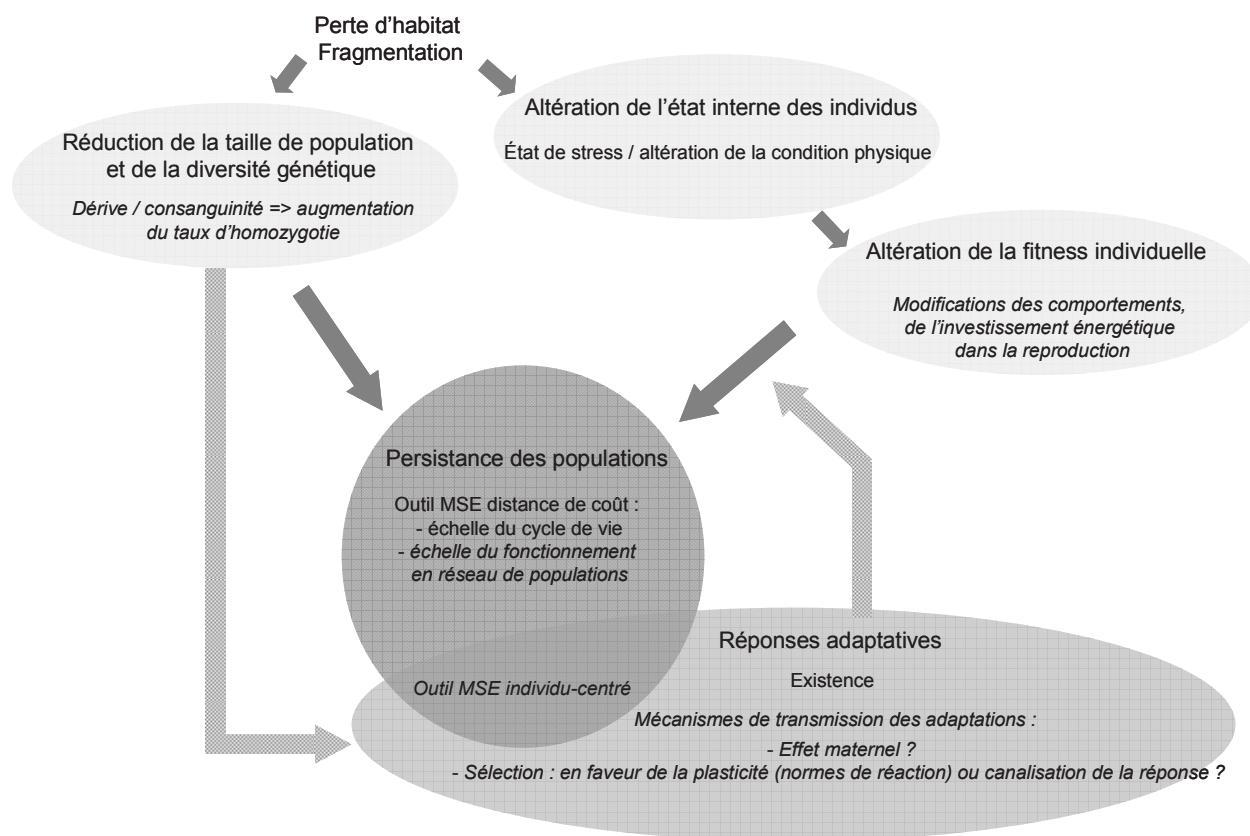 Perte d'habitat
Fragmentation
Réduction de la taille de population
et de la diversité génétique
Dérive / consanguinité => augmentation
du taux d'homozygotie
Altération de l'état interne des individus
État de stress / altération de la condition physique
Altération de la fitness individuelle
Modifications des comportements,
de l'investissement énergétique
dans la reproduction
Persistance des populations
Outil MSE distance de coût :
- échelle du cycle de vie
- échelle du fonctionnement
en réseau de populations
Outil MSE individu-centré
Réponses adaptatives
Existence
Mécanismes de transmission des adaptations :
- Effet maternel ?
- Sélection : en faveur de la plasticité (normes de réaction) ou canalisation de la réponse ?